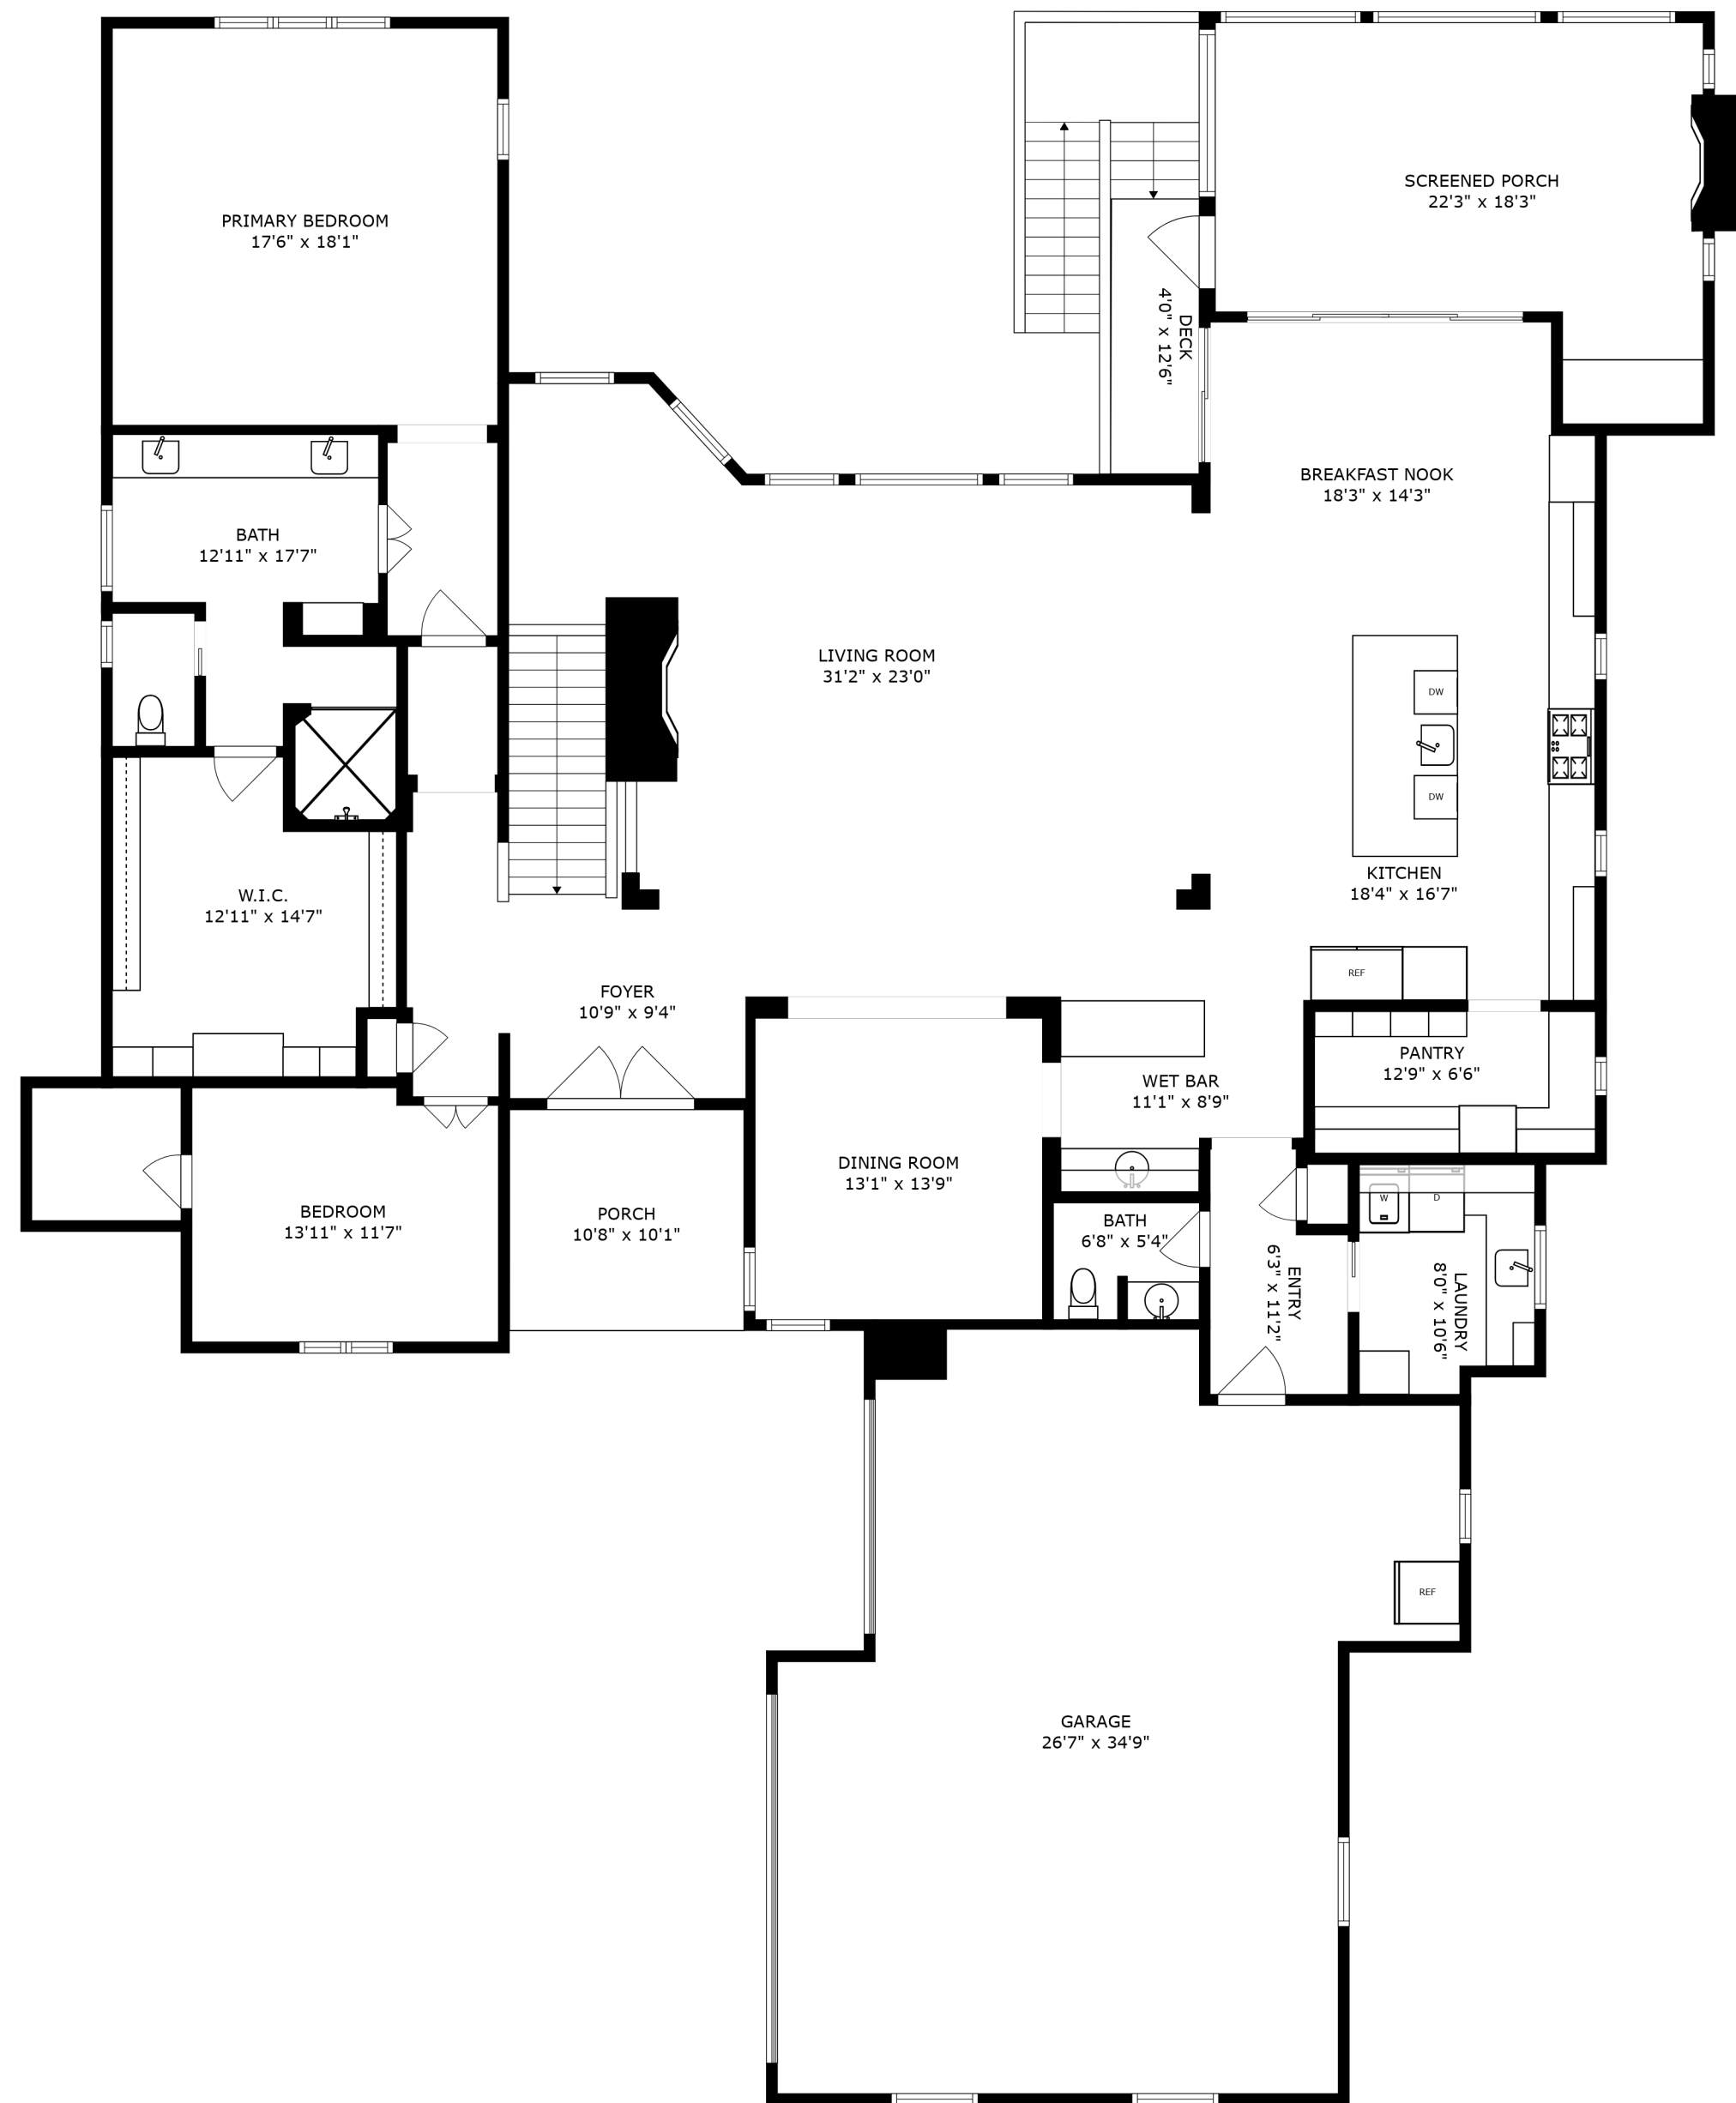 SCREENED PORCH
22'3" x 18'3"
PRIMARY BEDROOM
17'6" x 18'1"
DECK
4'0" x 12'6"
BREAKFAST NOOK
18'3" x 14'3"
BATH
12'11" x 17'7"
LIVING ROOM
31'2" x 23'0"
DW
DW
KITCHEN
18'4" x 16'7"
W.I.C.
12'11" x 14'7"
REF
FOYER
10'9" x 9'4"
PANTRY
12'9" x 6'6"
WET BAR
11'1" x 8'9"
DINING ROOM
13'1" x 13'9"
W
D
BEDROOM
13'11" x 11'7"
PORCH
10'8" x 10'1"
BATH
6'8" x 5'4"
ENTRY
6'3" x 11'2"
LAUNDRY
8'0" x 10'6"
REF
GARAGE
26'7" x 34'9"